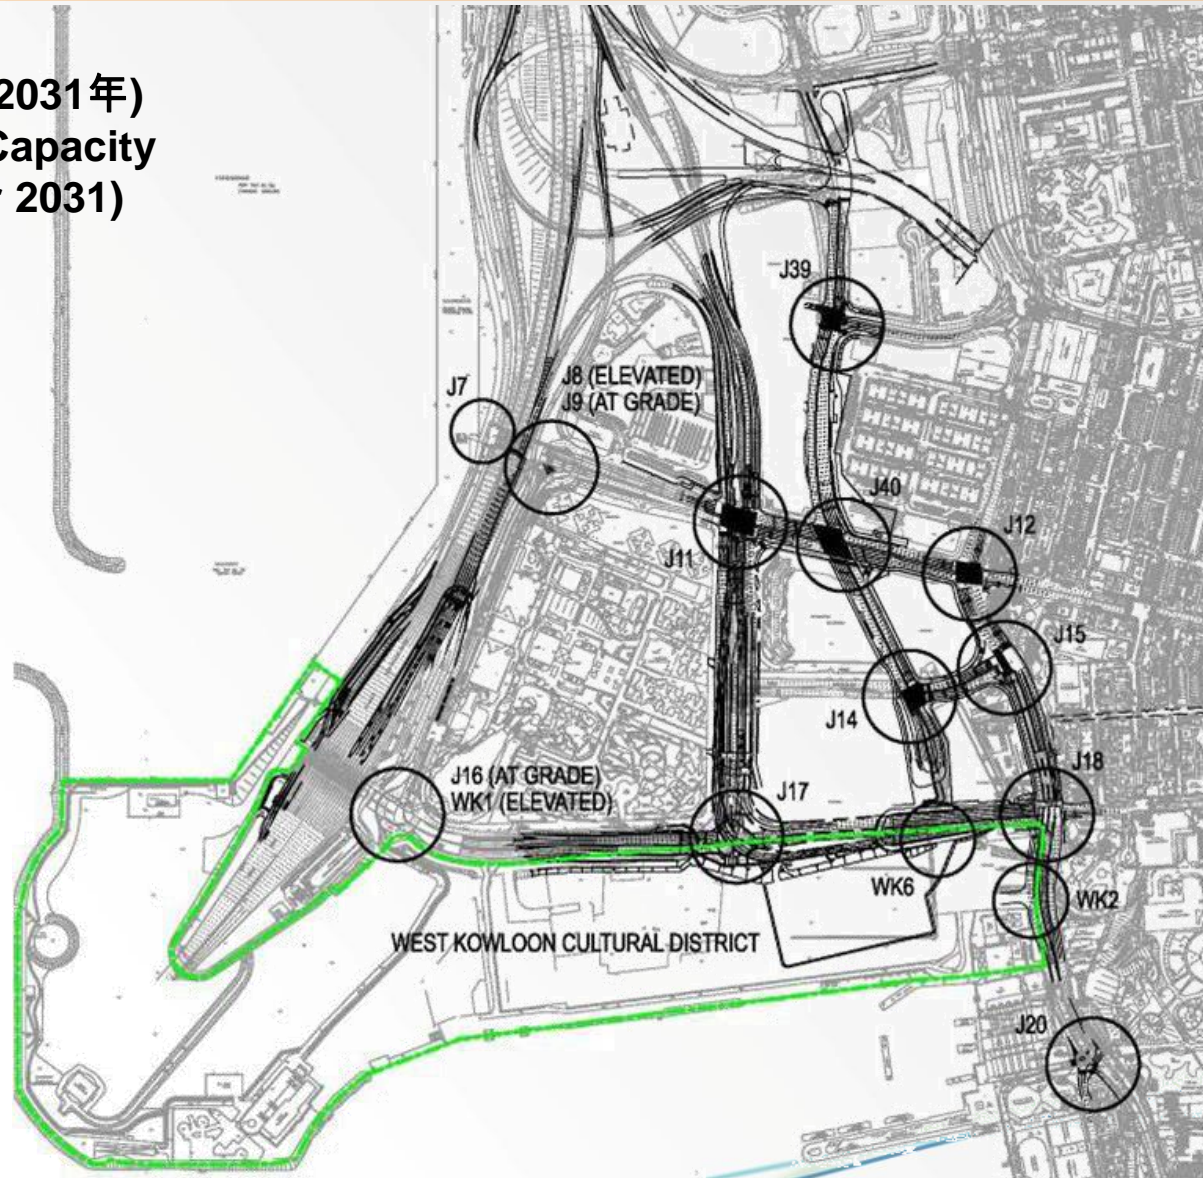 2031年)
Capacity
2031)
J39
J8 (ELEVATED)
J9 (AT GRADE)
J7
J40
J12
J11
J15
J14
J16 (AT GRADE)
WK1 (ELEVATED)
J17
J18
WK6
WK2
WEST KOWLOON CULTURAL DISTRICT
J20